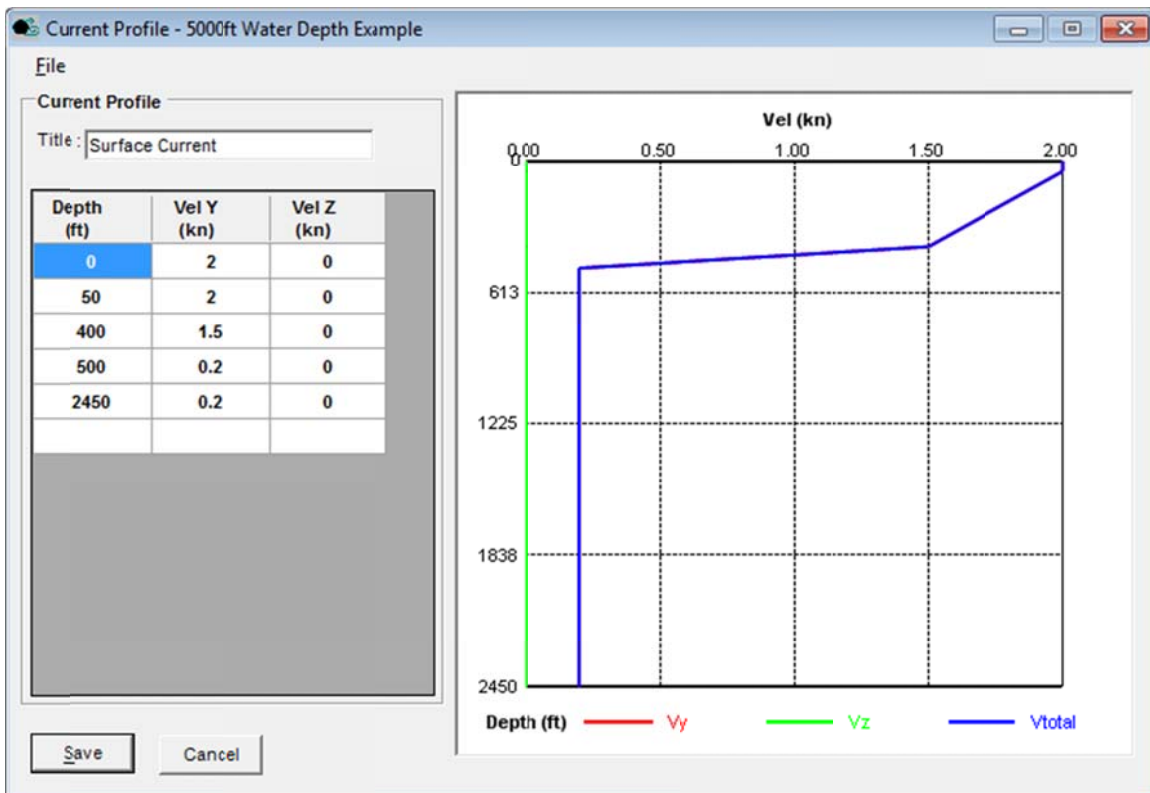 Current Profile - 5000ft Water Depth Example
File
Current Profile
Title : Surface Current
Depth (ft) Vel Y (kn) Vel Z (kn)
0 2 0
50 2 0
400 1.5 0
500 0.2 0
2450 0.2 0
Save Cancel
Vel (kn)
0.00 0.50 1.00 1.50 2.00
0
613
1225
1838
2450
Depth (ft) Vy Vz Vtotal